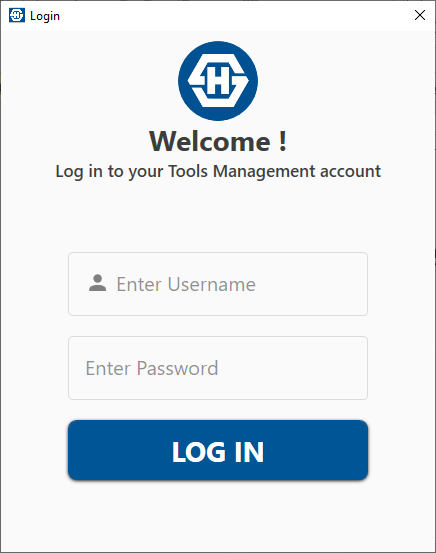 Login
H
Welcome !
Log in to your Tools Management account
Enter Username
Enter Password
LOG IN